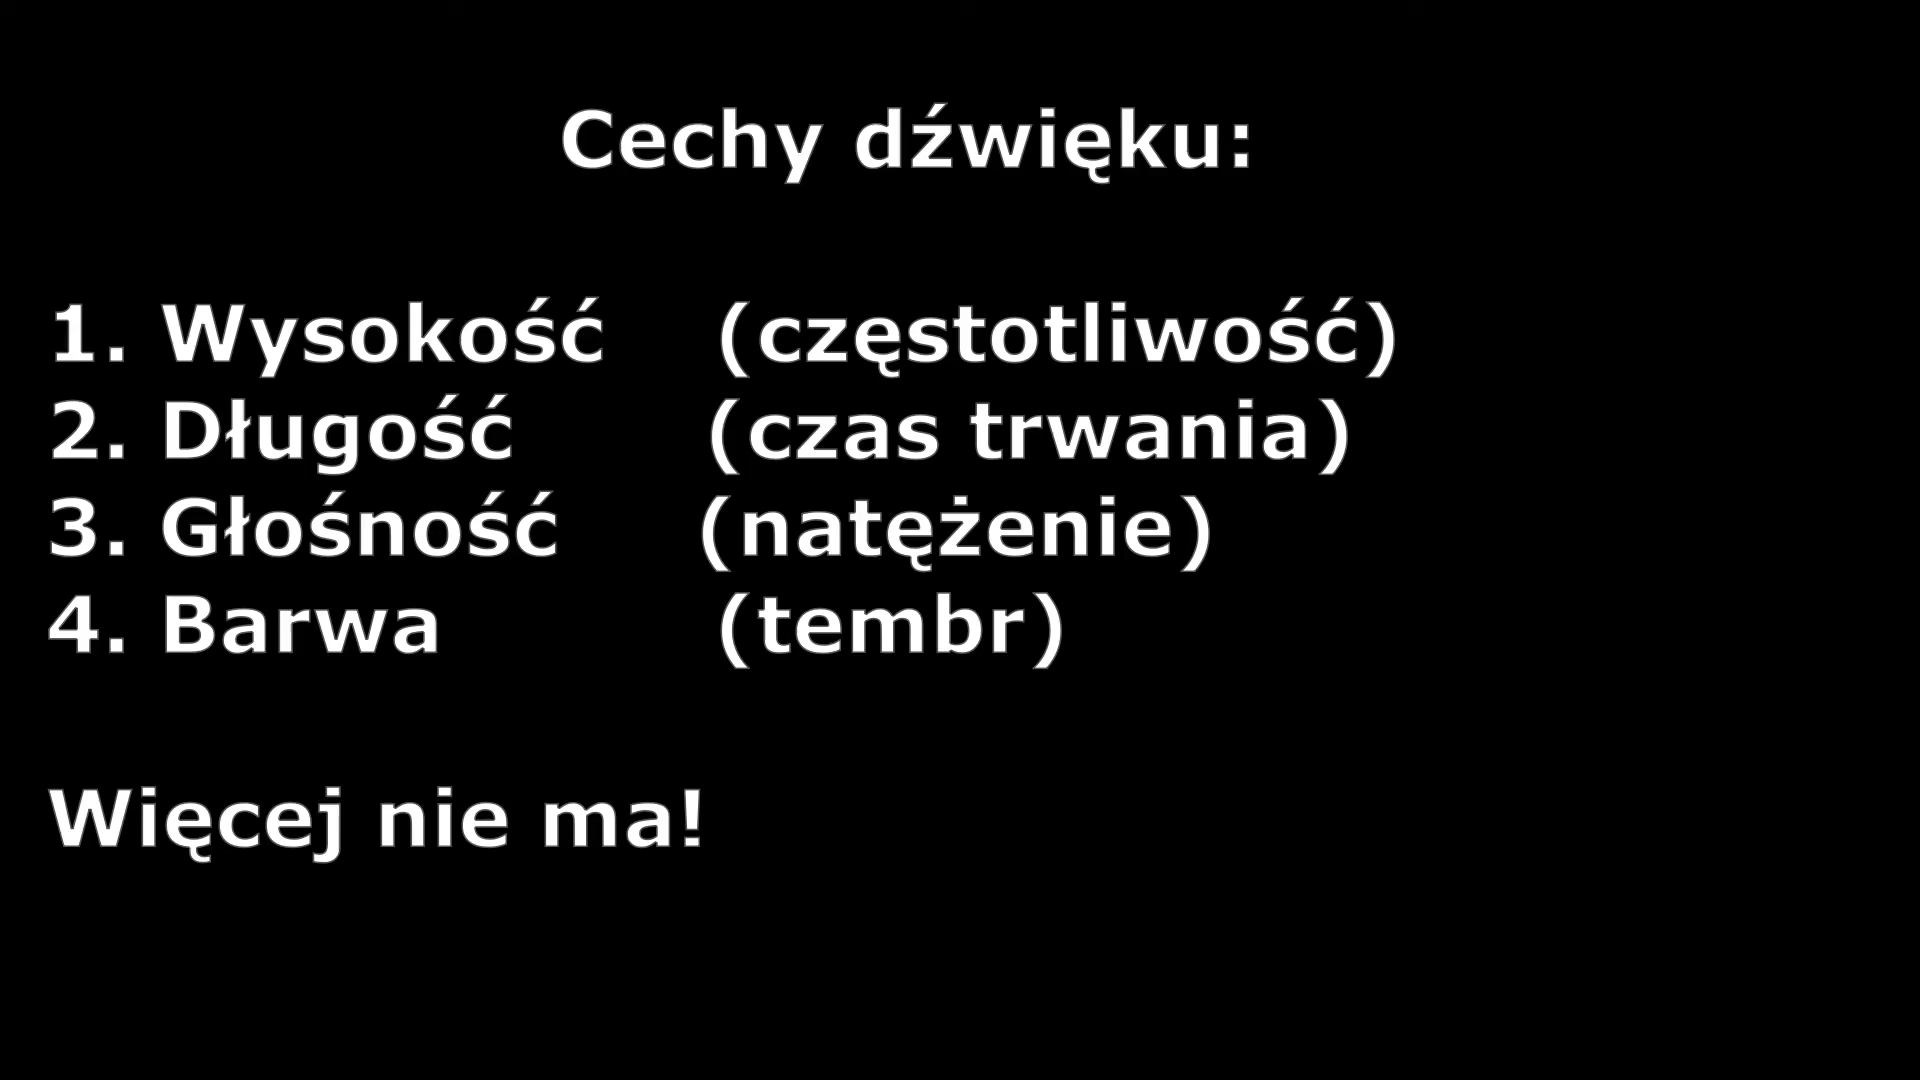 Cechy dźwięku:
1. Wysokość (częstotliwość)
2. Długość (czas trwania)
3. Głośność (natężenie)
4. Barwa (tembr)
Więcej nie ma!